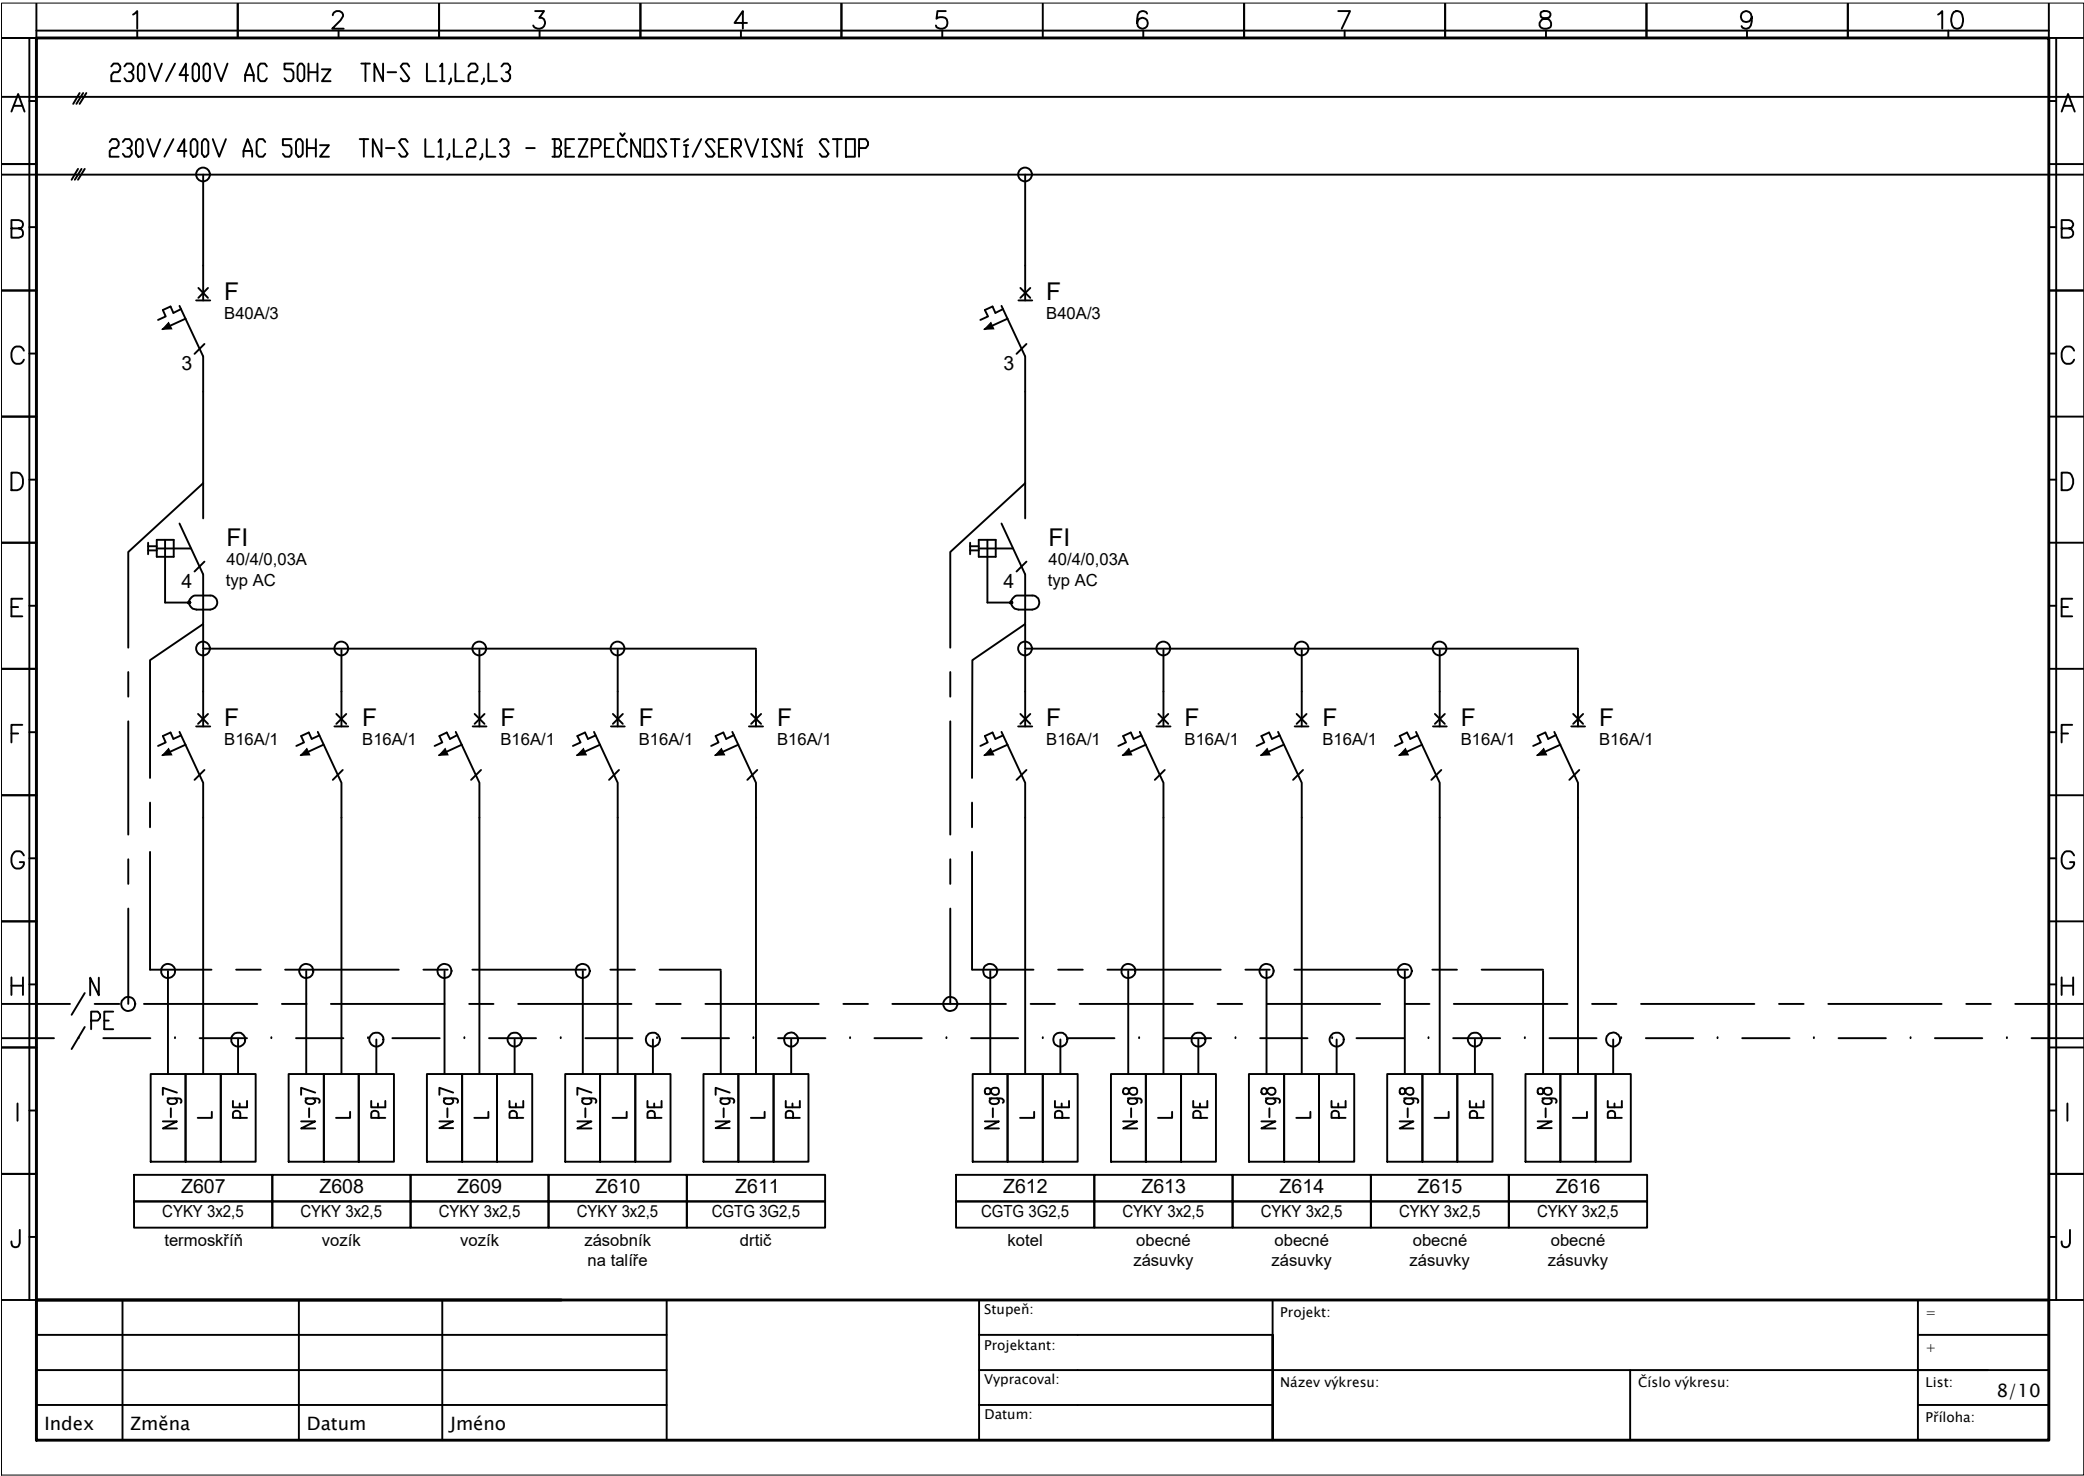 1 2 3 4 5 6 7 8 9 10
230V/400V AC 50Hz TN-S L1,L2,L3
A A
230V/400V AC 50Hz TN-S L1,L2,L3 - BEZPEČNOSTí/SERVISNí STOP
B B
F F
B40A/3 B40A/3
C C
3 3
D D
FI FI
40/4/0,03A 40/4/0,03A
4 typ AC 4 typ AC
E E
F F F F F F F F F F
B16A/1 B16A/1 B16A/1 B16A/1 B16A/1 B16A/1 B16A/1 B16A/1 B16A/1 B16A/1
F F
G G
H N H
PE
I N-g7 L PE N-g7 L PE N-g7 L PE N-g7 L PE N-g7 L PE N-g8 L PE N-g8 L PE N-g8 L PE N-g8 L PE N-g8 L PE I
Z607 Z608 Z609 Z610 Z611 Z612 Z613 Z614 Z615 Z616
CYKY 3x2,5 CYKY 3x2,5 CYKY 3x2,5 CYKY 3x2,5 CGTG 3G2,5 CGTG 3G2,5 CYKY 3x2,5 CYKY 3x2,5 CYKY 3x2,5 CYKY 3x2,5
J termoskříň vozík vozík zásobník drtič kotel obecné obecné obecné obecné J
na talíře zásuvky zásuvky zásuvky zásuvky
Stupeň: Projekt: =
Projektant: +
Vypracoval: Název výkresu: Číslo výkresu: List: 8/10
Index Změna Datum Jméno Datum: Příloha: